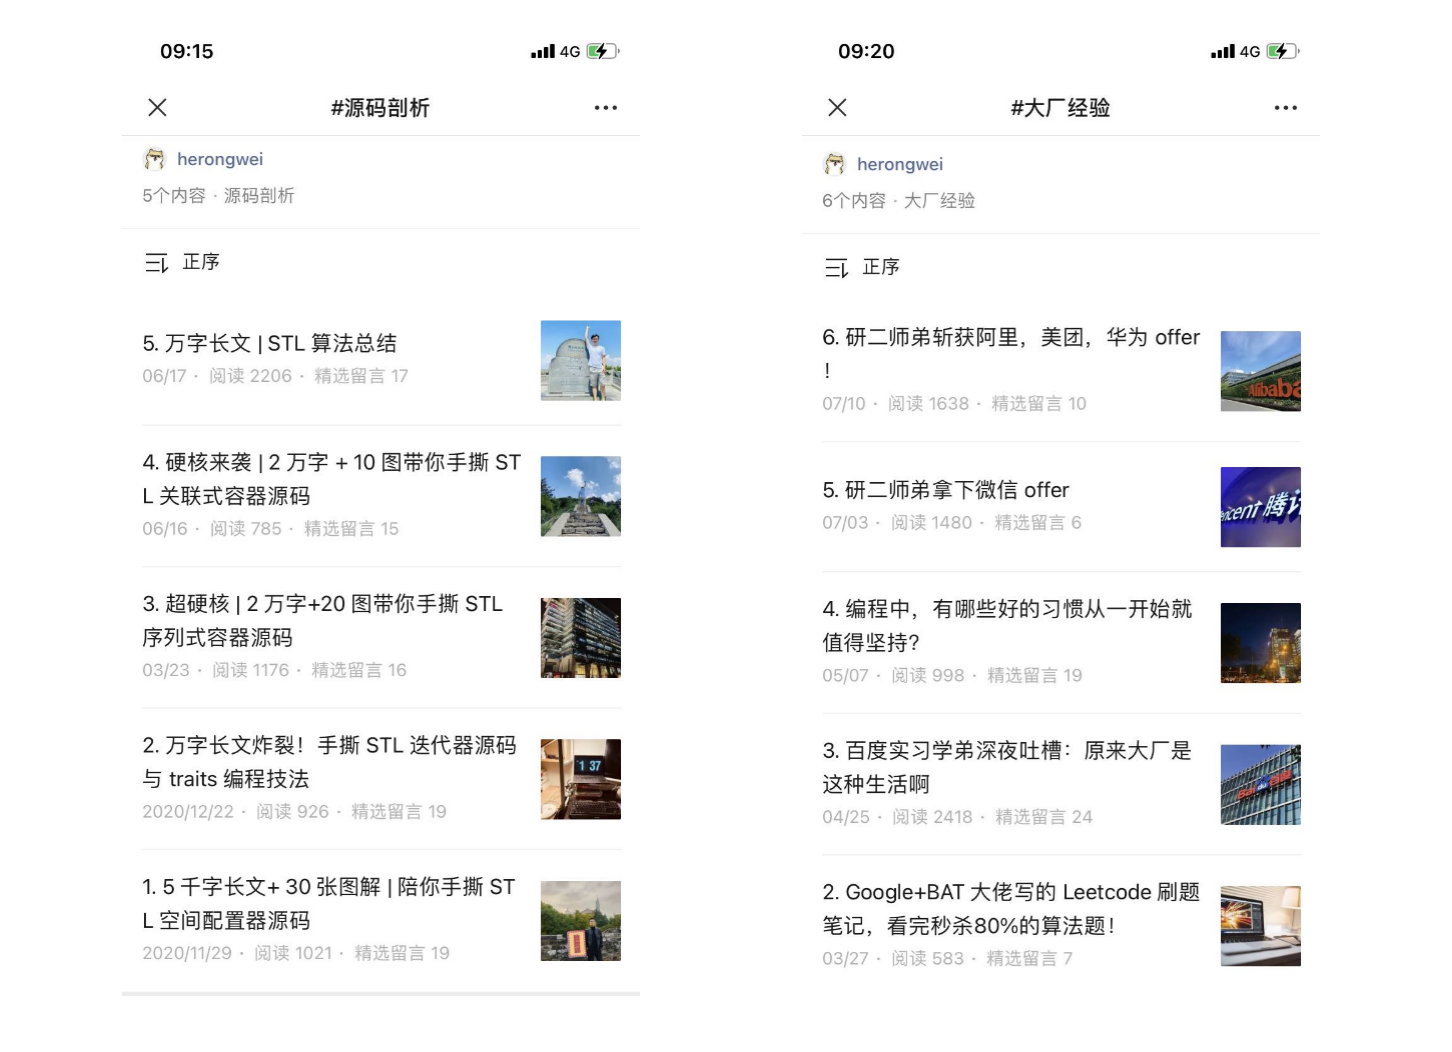 09:15
4G
#源码剖析
herongwei
5个内容 · 源码剖析
正序
5. 万字长文 | STL 算法总结
06/17 · 阅读 2206 · 精选留言 17
4. 硬核来袭 | 2 万字 + 10 图带你手撕 ST
L 关联式容器源码
06/16 · 阅读 785 · 精选留言 15
3. 超硬核 | 2 万字+20 图带你手撕 STL
序列式容器源码
03/23 · 阅读 1176 · 精选留言 16
2. 万字长文炸裂！手撕 STL 迭代器源码
与 traits 编程技法
2020/12/22 · 阅读 926 · 精选留言 19
1 37
1. 5 千字长文+ 30 张图解 | 陪你手撕 ST
L 空间配置器源码
2020/11/29 · 阅读 1021 · 精选留言 19
09:20
4G
#大厂经验
herongwei
6个内容 · 大厂经验
正序
6. 研二师弟斩获阿里，美团，华为 offer
！
07/10 · 阅读 1638 · 精选留言 10
Alibaba
5. 研二师弟拿下微信 offer
07/03 · 阅读 1480 · 精选留言 6
encent 腾讯
4. 编程中，有哪些好的习惯从一开始就
值得坚持?
05/07 · 阅读 998 · 精选留言 19
3. 百度实习学弟深夜吐槽：原来大厂是
这种生活啊
04/25 · 阅读 2418 · 精选留言 24
Bai du 百度
2. Google+BAT 大佬写的 Leetcode 刷题
笔记，看完秒杀80%的算法题！
03/27 · 阅读 583 · 精选留言 7